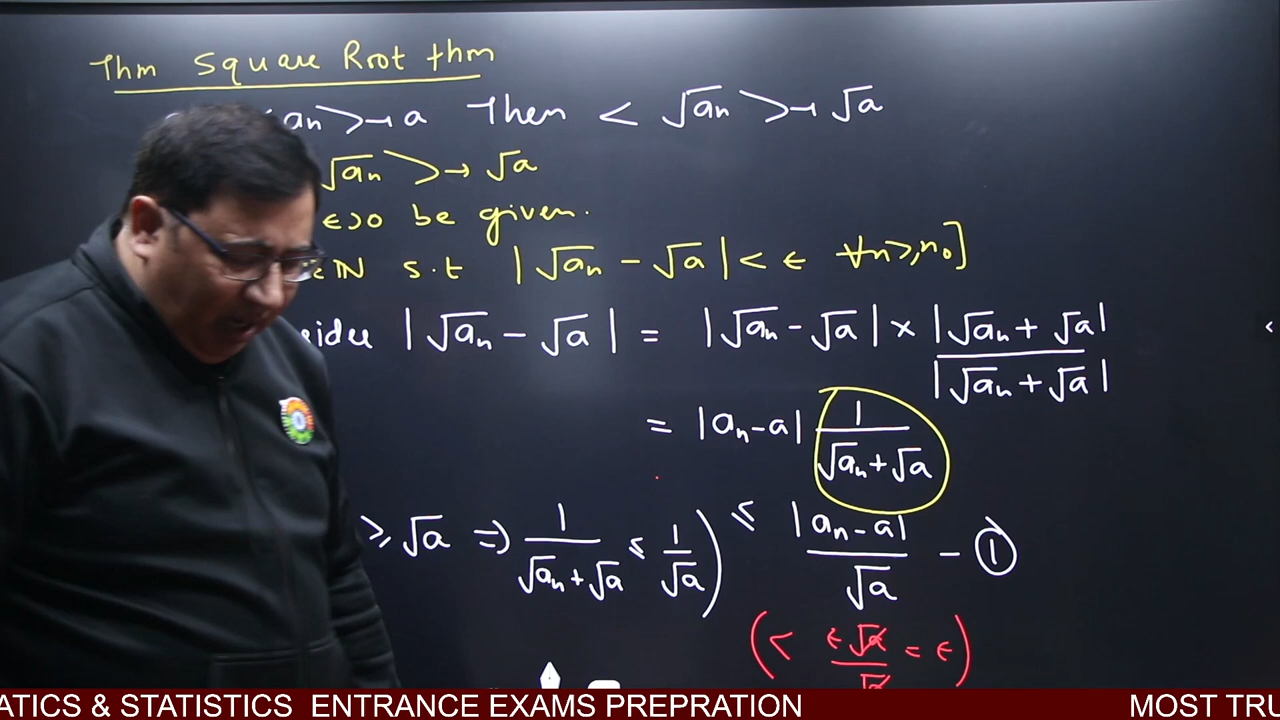 Thm Square Root thm
an > → a Then < √an > → √a
√an > → √a
ε>0 be given.
∈ IN s.t |√an - √a| < ε ∀n≥,n0]
|√an - √a| = |√an - √a| × |√an + √a| / |√an + √a|
= |an - a| 1/(√an + √a)
≥ √a ⇒ 1/(√an + √a) ≤ 1/√a) ≤ |an - a|/√a - ①
(< ε√a/√a = ε)
ATICS & STATISTICS ENTRANCE EXAMS PREPRATION MOST TRU